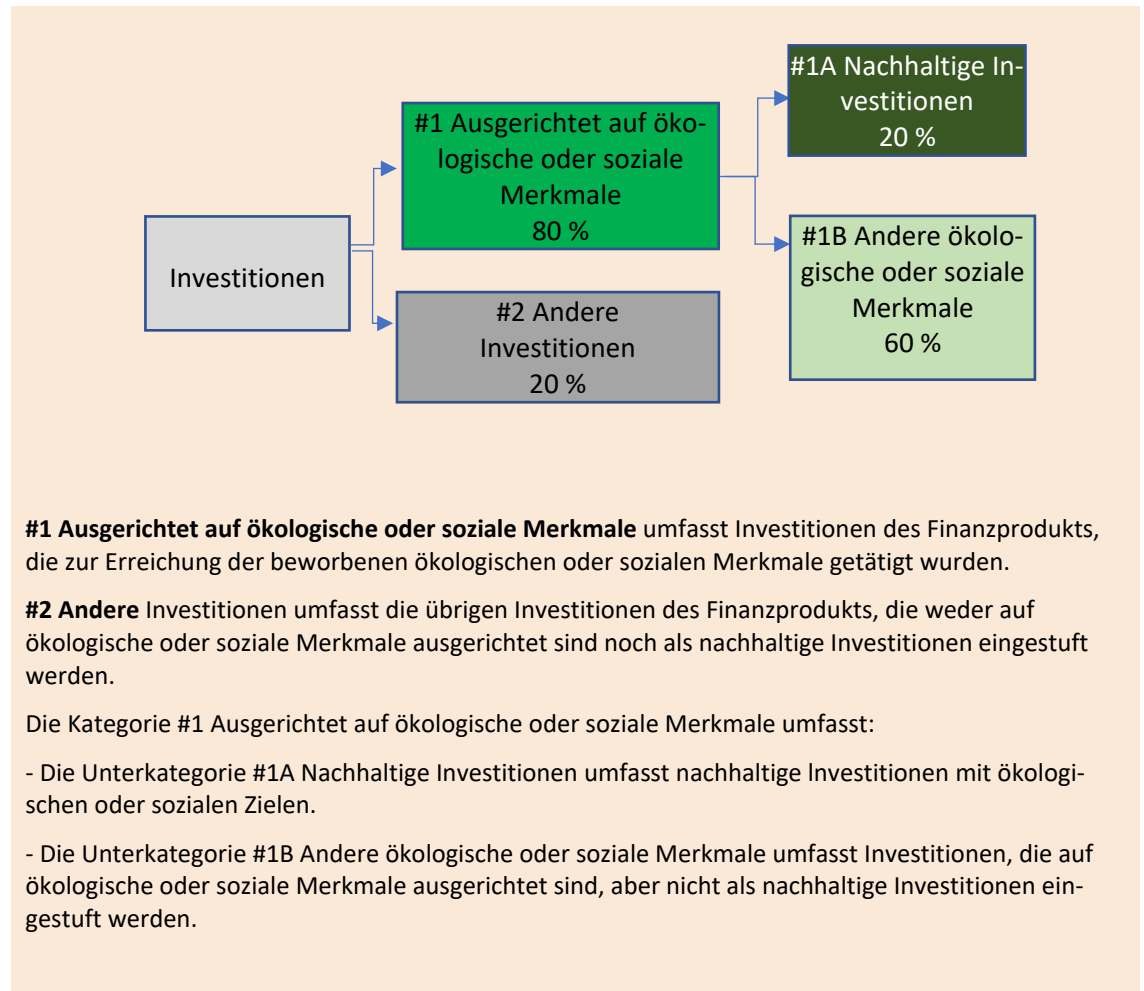 #1A Nachhaltige In-
vestitionen
20 %
#1 Ausgerichtet auf öko-
logische oder soziale
Merkmale
80 %
#1B Andere ökolo-
gische oder soziale
Merkmale
60 %
Investitionen
#2 Andere
Investitionen
20 %
#1 Ausgerichtet auf ökologische oder soziale Merkmale umfasst Investitionen des Finanzprodukts,
die zur Erreichung der beworbenen ökologischen oder sozialen Merkmale getätigt wurden.
#2 Andere Investitionen umfasst die übrigen Investitionen des Finanzprodukts, die weder auf
ökologische oder soziale Merkmale ausgerichtet sind noch als nachhaltige Investitionen eingestuft
werden.
Die Kategorie #1 Ausgerichtet auf ökologische oder soziale Merkmale umfasst:
- Die Unterkategorie #1A Nachhaltige Investitionen umfasst nachhaltige lnvestitionen mit ökologi-
schen oder sozialen Zielen.
- Die Unterkategorie #1B Andere ökologische oder soziale Merkmale umfasst Investitionen, die auf
ökologische oder soziale Merkmale ausgerichtet sind, aber nicht als nachhaltige Investitionen ein-
gestuft werden.